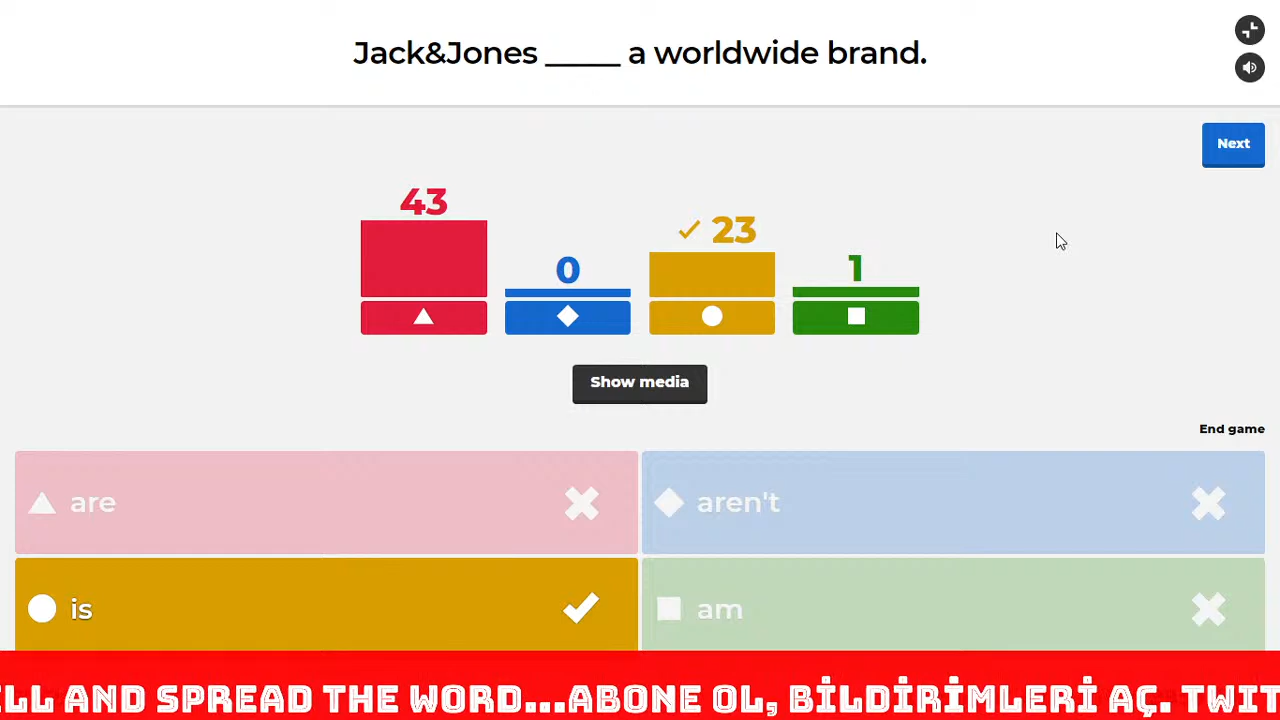 Jack&Jones _____ a worldwide brand.
Next
43
0
23
1
Show media
End game
are
aren't
is
am
ILL AND SPREAD THE WORD...ABONE OL, BİLDİRİMLERİ AÇ. TWIT